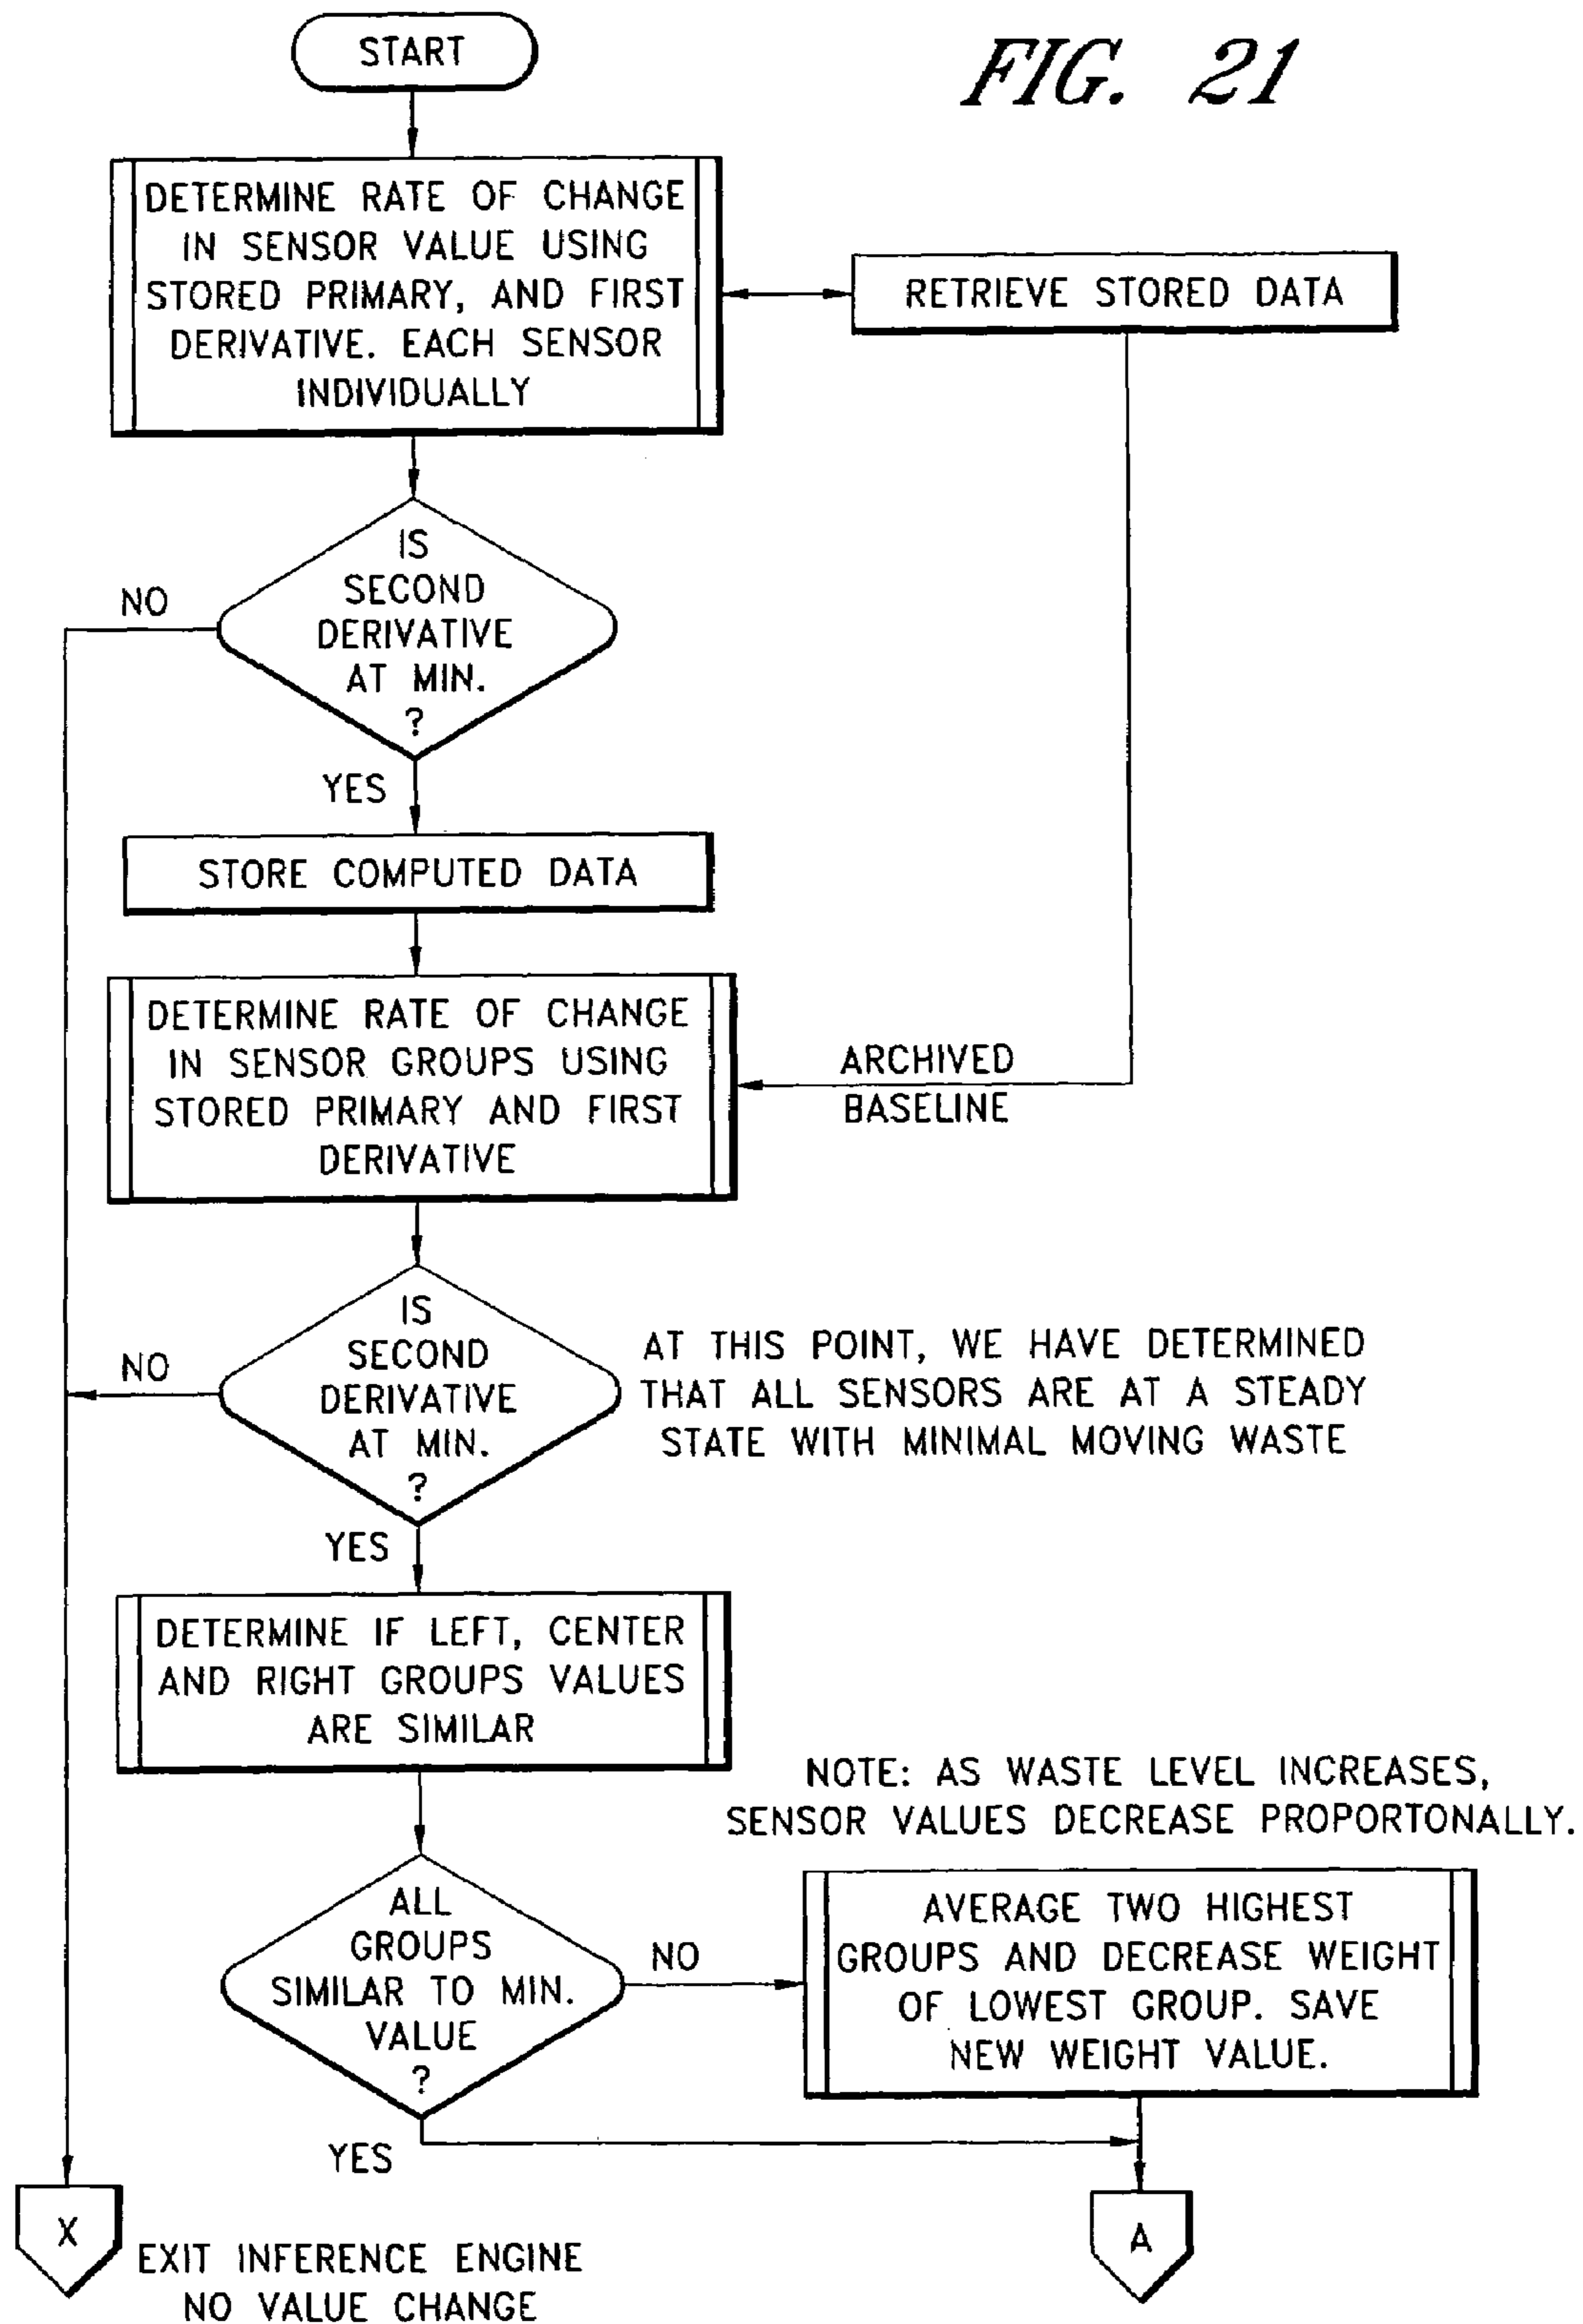 START
FIG. 21
DETERMINE RATE OF CHANGE
IN SENSOR VALUE USING
STORED PRIMARY, AND FIRST
DERIVATIVE. EACH SENSOR
INDIVIDUALLY
RETRIEVE STORED DATA
IS
SECOND
DERIVATIVE
AT MIN.
?
NO
YES
STORE COMPUTED DATA
DETERMINE RATE OF CHANGE
IN SENSOR GROUPS USING
STORED PRIMARY AND FIRST
DERIVATIVE
ARCHIVED
BASELINE
IS
SECOND
DERIVATIVE
AT MIN.
?
NO
AT THIS POINT, WE HAVE DETERMINED
THAT ALL SENSORS ARE AT A STEADY
STATE WITH MINIMAL MOVING WASTE
YES
DETERMINE IF LEFT, CENTER
AND RIGHT GROUPS VALUES
ARE SIMILAR
NOTE: AS WASTE LEVEL INCREASES,
SENSOR VALUES DECREASE PROPORTONALLY.
ALL
GROUPS
SIMILAR TO MIN.
VALUE
?
NO
AVERAGE TWO HIGHEST
GROUPS AND DECREASE WEIGHT
OF LOWEST GROUP. SAVE
NEW WEIGHT VALUE.
YES
X
EXIT INFERENCE ENGINE
NO VALUE CHANGE
A